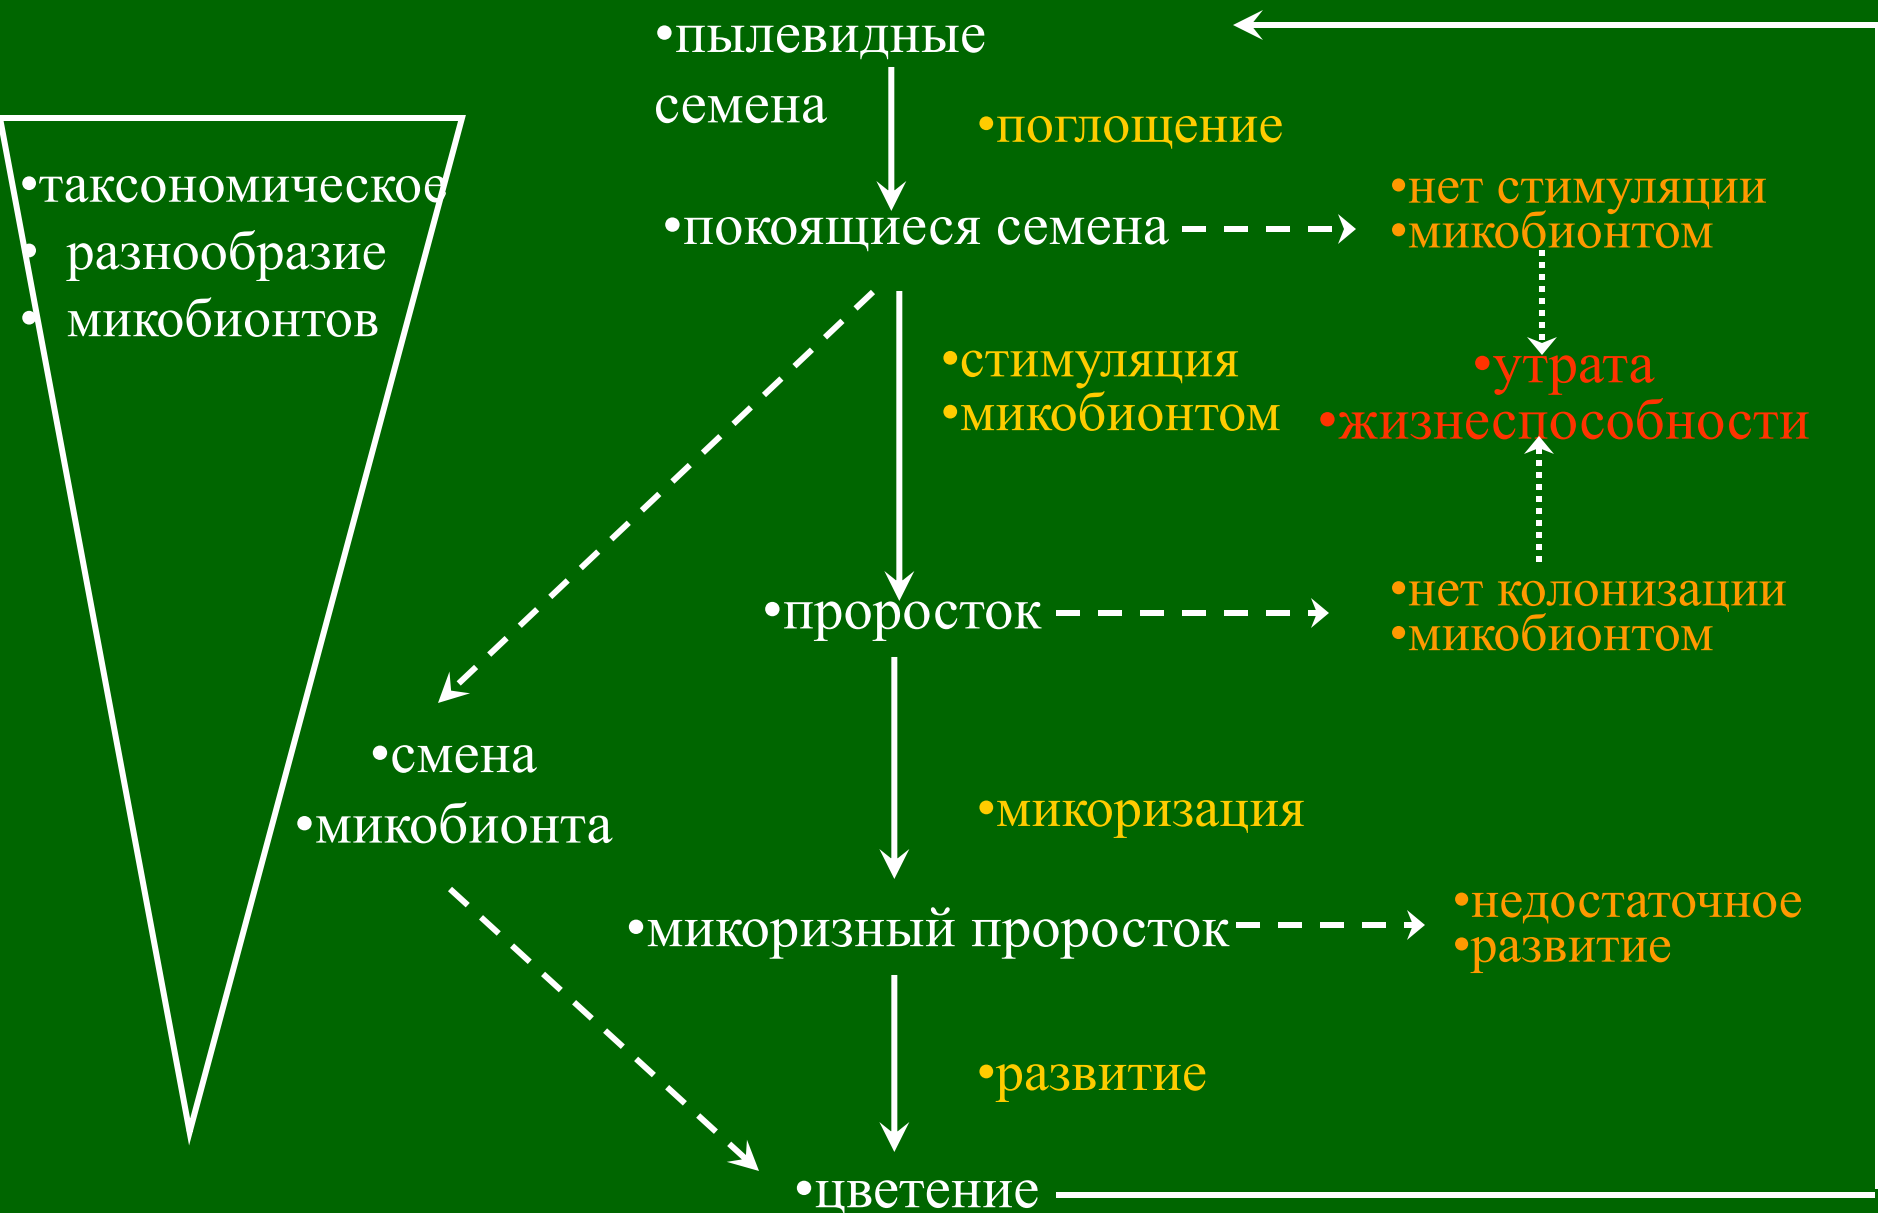 •пылевидные
семена
•поглощение
•таксономическое
• разнообразие
• микобионтов
•покоящиеся семена
•нет стимуляции
•микобионтом
•стимуляция
•микобионтом
•утрата
•жизнеспособности
•проросток
•нет колонизации
•микобионтом
•смена
•микобионта
•микоризация
•микоризный проросток
•недостаточное
•развитие
•развитие
•цветение